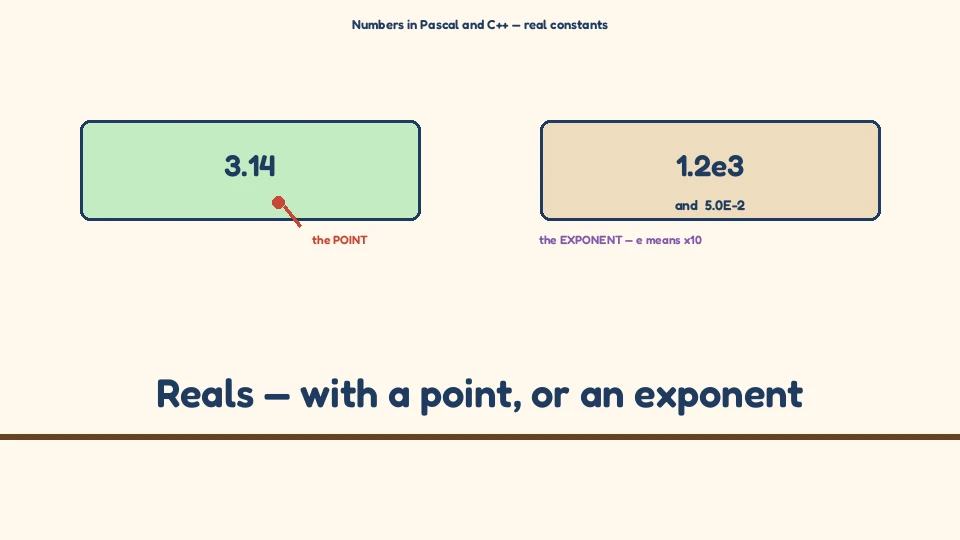 Numbers in Pascal and C++ — real constants
3.14
the POINT
1.2e3
and 5.0E-2
the EXPONENT — e means x10
Reals — with a point, or an exponent